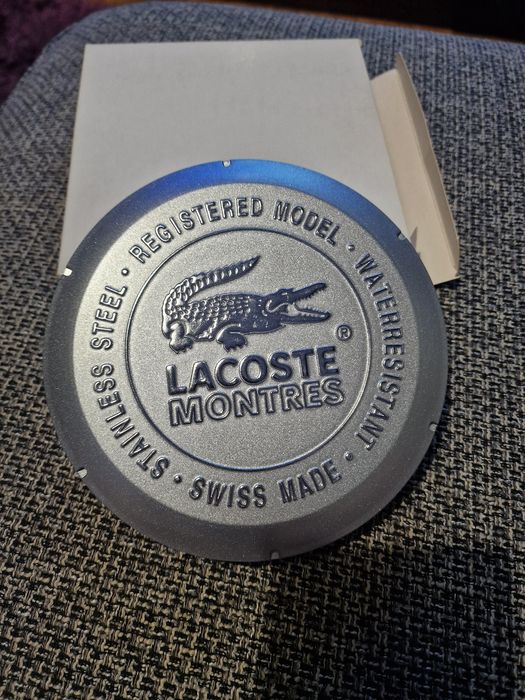 STAINLESS STEEL · REGISTERED MODEL · WATERRESISTANT · SWISS MADE ·
LACOSTE ®
MONTRES